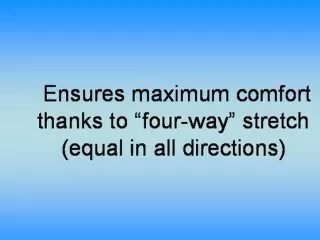 Ensures maximum comfort
thanks to “four-way” stretch
(equal in all directions)